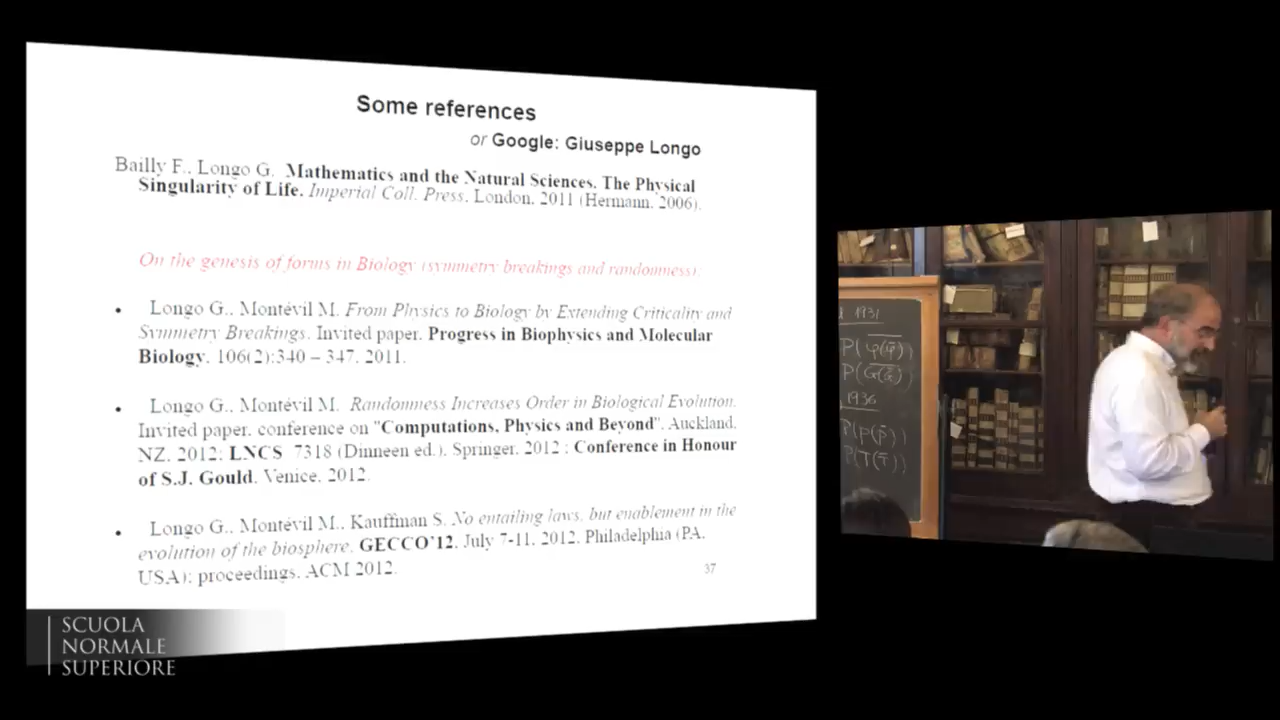 Some references
or Google: Giuseppe Longo
Bailly F., Longo G. Mathematics and the Natural Sciences. The Physical
Singularity of Life. Imperial Coll. Press, London, 2011 (Hermann, 2006).
On the genesis of forms in Biology (symmetry breakings and randomness):
• Longo G., Montévil M. From Physics to Biology by Extending Criticality and
Symmetry Breakings. Invited paper, Progress in Biophysics and Molecular
Biology, 106(2):340 – 347, 2011.
• Longo G., Montévil M. Randomness Increases Order in Biological Evolution.
Invited paper, conference on "Computations, Physics and Beyond", Auckland,
NZ, 2012; LNCS 7318 (Dinneen ed.), Springer, 2012 ; Conference in Honour
of S.J. Gould, Venice, 2012.
• Longo G., Montévil M., Kauffman S. No entailing laws, but enablement in the
evolution of the biosphere. GECCO'12, July 7-11, 2012, Philadelphia (PA,
USA); proceedings, ACM 2012.
37
SCUOLA
NORMALE
SUPERIORE
1931
P(φ(φ̄))
P(G(Ḡ))
1936
P(p(p̄))
P(T(T̄))